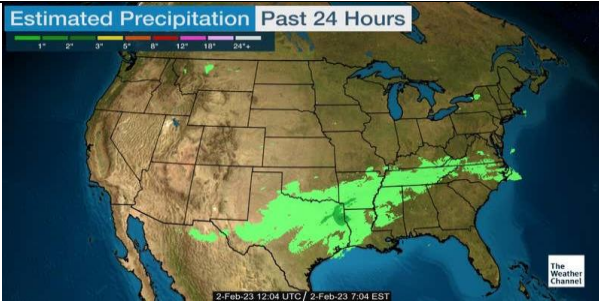 Estimated Precipitation Past 24 Hours
1" 2" 3" 5" 8" 12" 18" 24"+
The
Weather
Channel
2-Feb-23 12:04 UTC / 2-Feb-23 7:04 EST